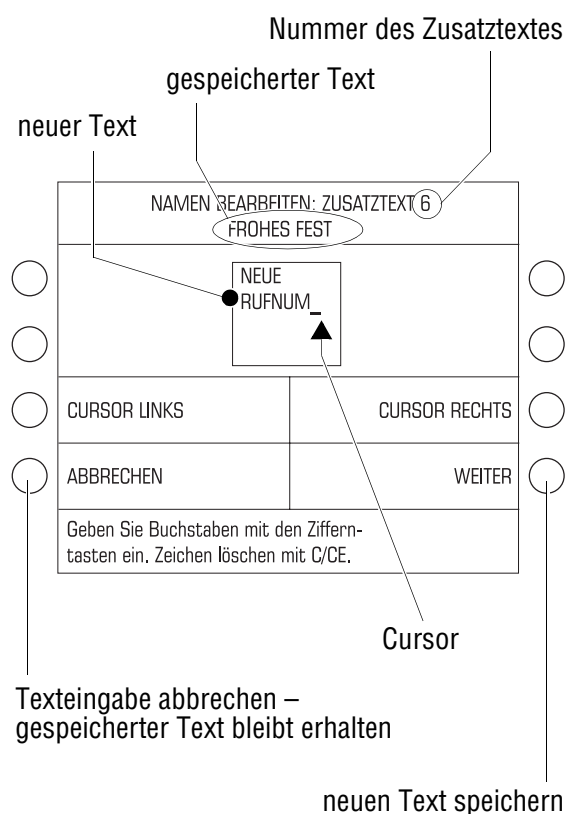 Nummer des Zusatztextes
gespeicherter Text
neuer Text
NAMEN BEARBEITEN: ZUSATZTEXT 6
FROHES FEST
NEUE
RUFNUM_
CURSOR LINKS
CURSOR RECHTS
ABBRECHEN
WEITER
Geben Sie Buchstaben mit den Ziffern-
tasten ein. Zeichen löschen mit C/CE.
Cursor
Texteingabe abbrechen –
gespeicherter Text bleibt erhalten
neuen Text speichern